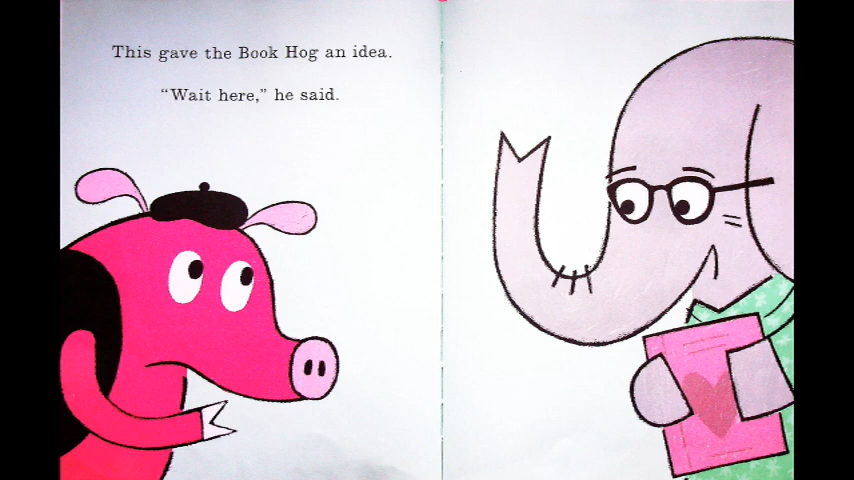 This gave the Book Hog an idea.
“Wait here,” he said.